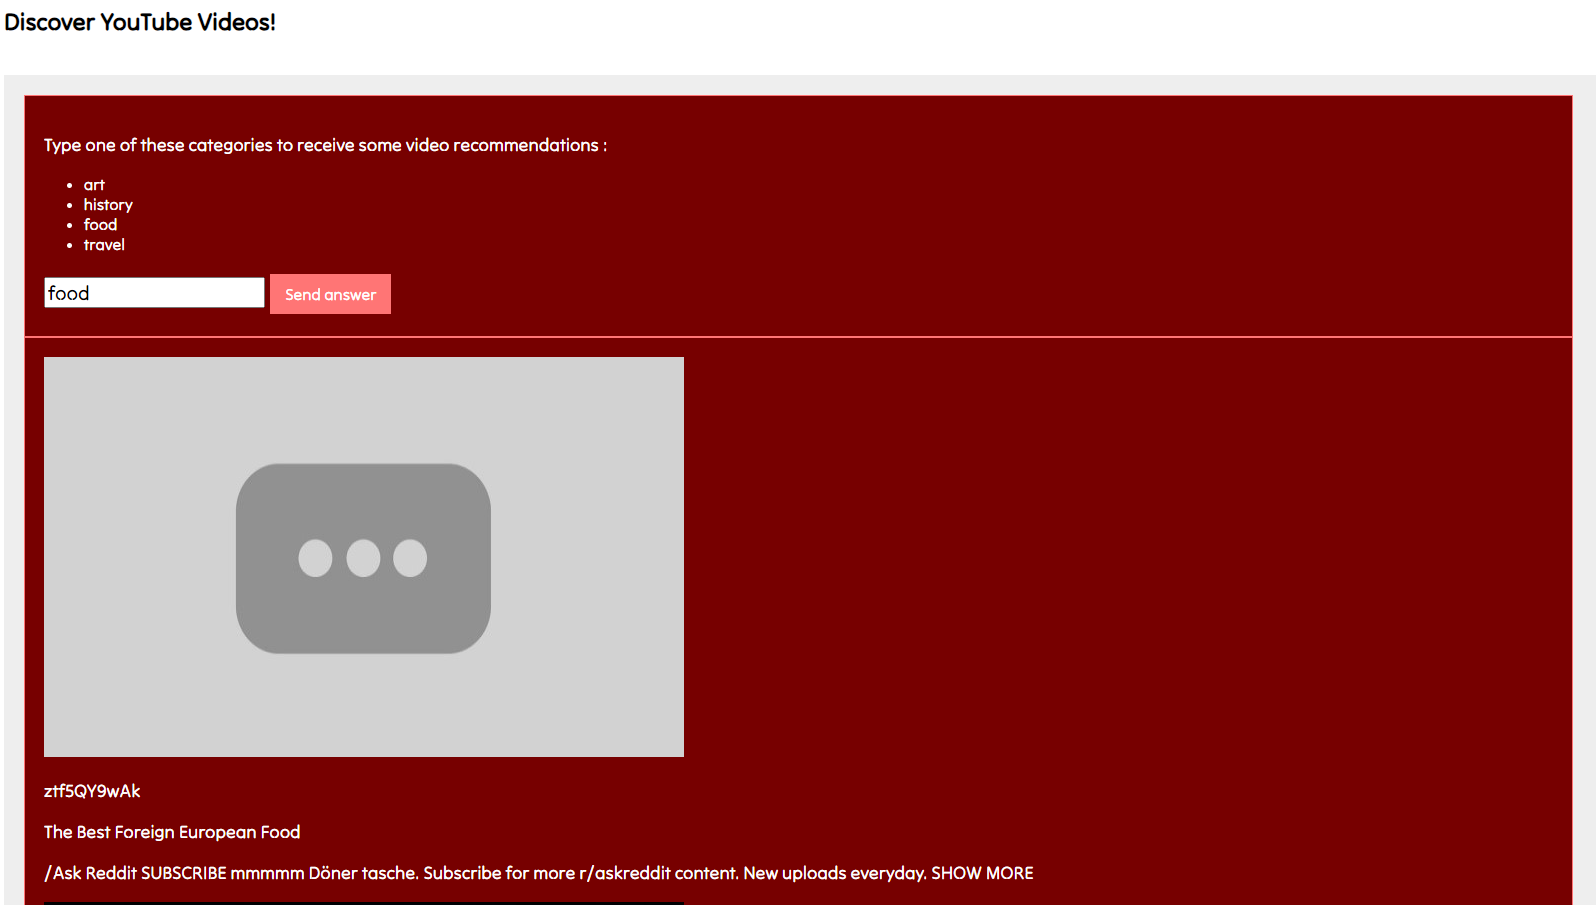 Discover YouTube Videos!
Type one of these categories to receive some video recommendations :
art
history
food
travel
food
Send answer
ztf5QY9wAk
The Best Foreign European Food
/Ask Reddit SUBSCRIBE mmmmm Döner tasche. Subscribe for more r/askreddit content. New uploads everyday. SHOW MORE